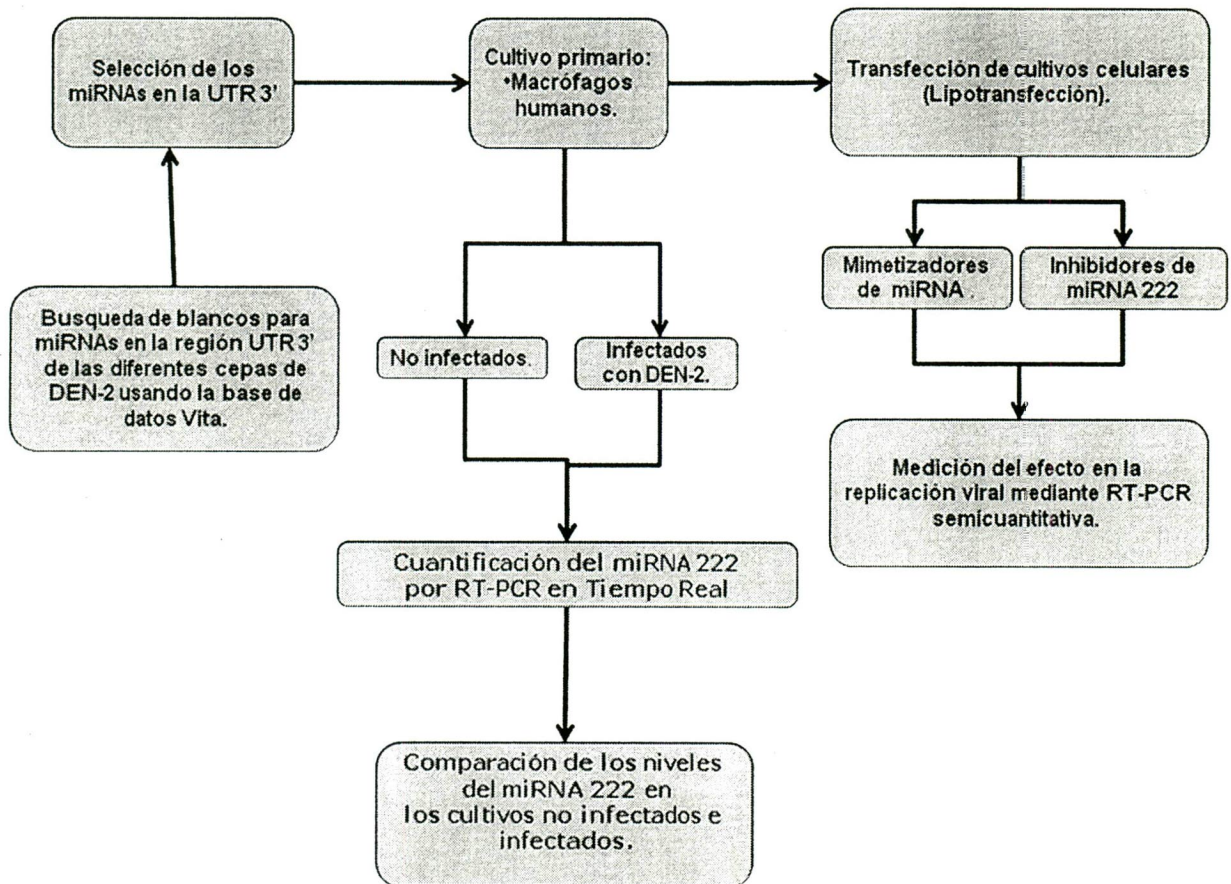 Selección de los
miRNAs en la UTR 3'
Cultivo primario:
•Macrófagos
humanos.
Transfección de cultivos celulares
(Lipotransfección).
Busqueda de blancos para
miRNAs en la región UTR 3'
de las diferentes cepas de
DEN-2 usando la base de
datos Vita.
No infectados.
Infectados
con DEN-2.
Mimetizadores
de miRNA .
Inhibidores de
miRNA 222
Medición del efecto en la
replicación viral mediante RT-PCR
semicuantitativa.
Cuantificación del miRNA 222
por RT-PCR en Tiempo Real
Comparación de los niveles
del miRNA 222 en
los cultivos no infectados e
infectados.